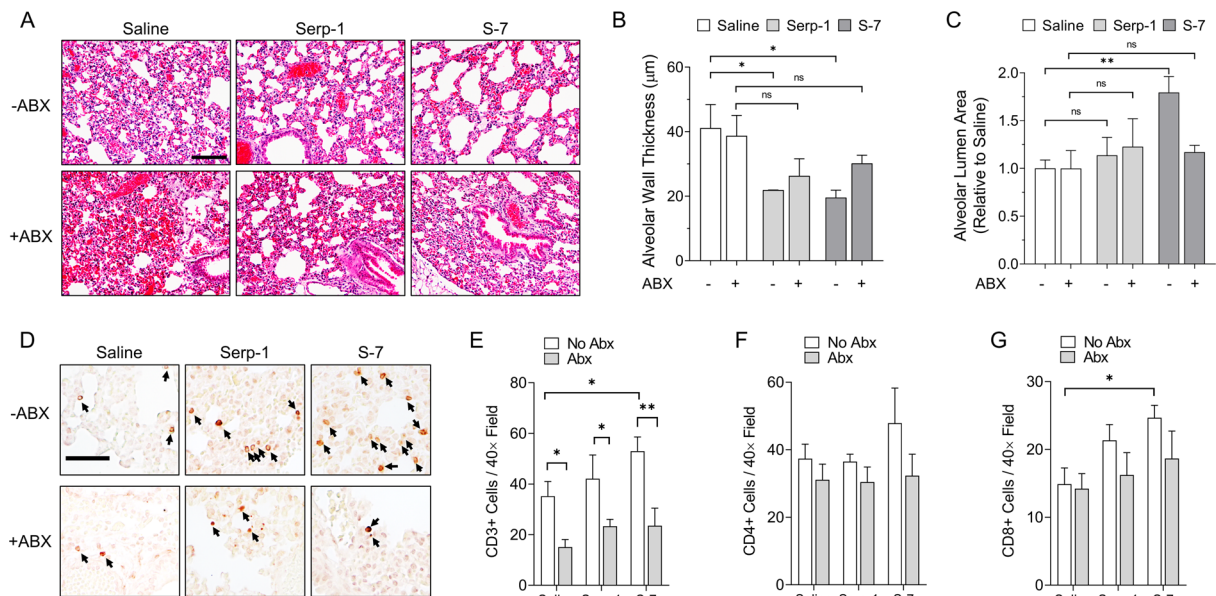 A
Saline Serp-1 S-7
-ABX
+ABX
B
Saline Serp-1 S-7
Alveolar Wall Thickness (μm)
60
40
20
0
* * ns ns
ABX - + - + - +
C
Saline Serp-1 S-7
Alveolar Lumen Area
(Relative to Saline)
2.0
1.5
1.0
0.5
0.0
ns ** ns ns
ABX - + - + - +
D
Saline Serp-1 S-7
-ABX
+ABX
E
No Abx
Abx
CD3+ Cells / 40× Field
80
60
40
20
0
* * * **
F
No Abx
Abx
CD4+ Cells / 40× Field
60
40
20
0
G
No Abx
Abx
CD8+ Cells / 40× Field
30
20
10
0
*